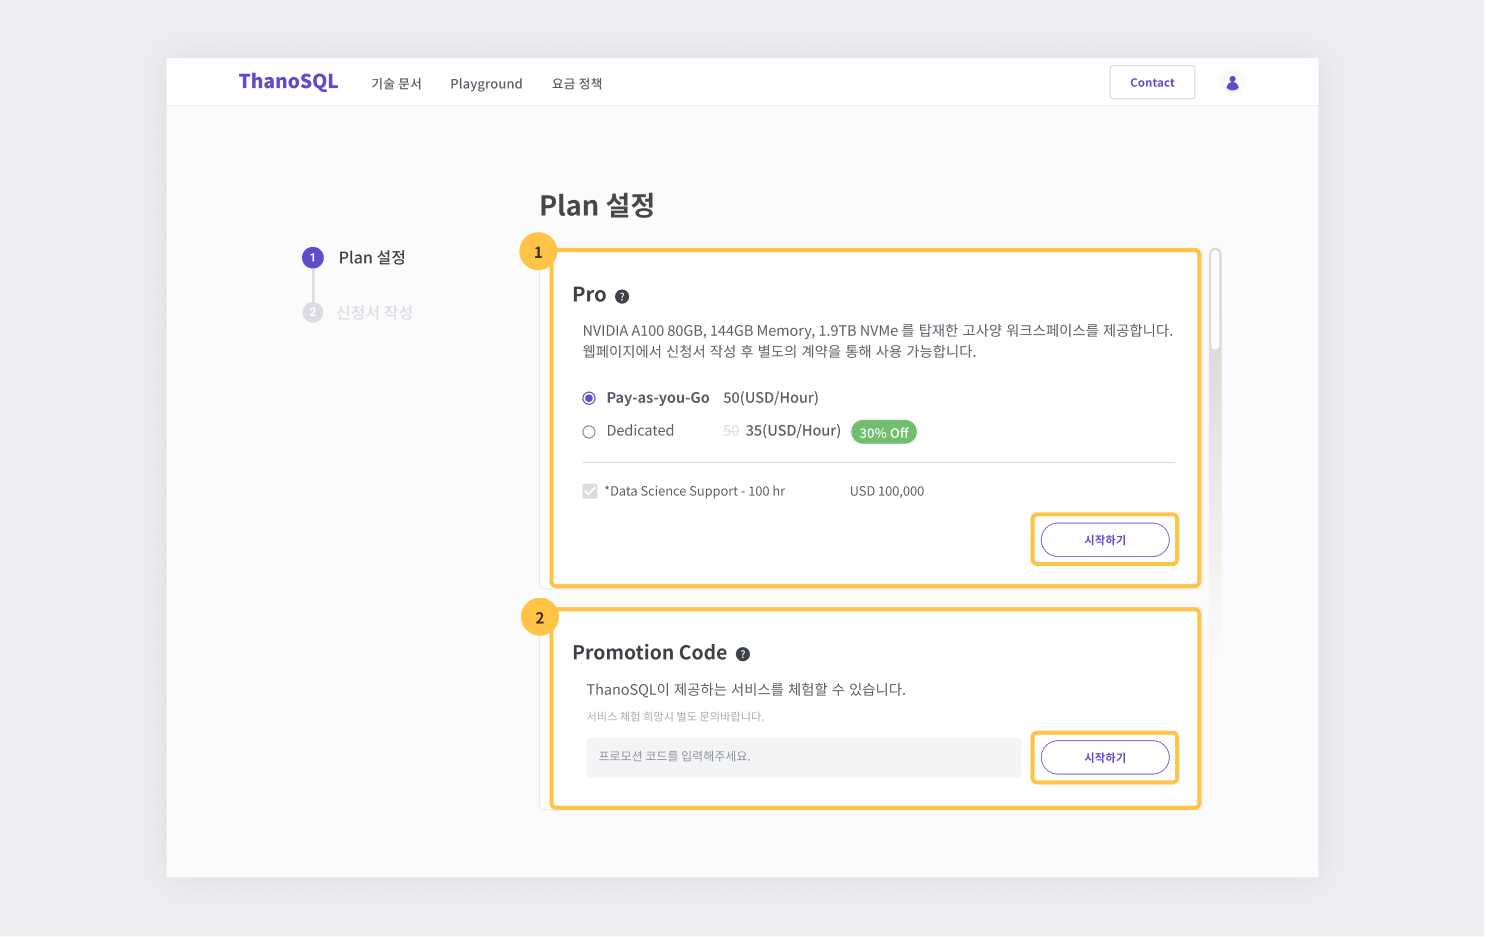 ThanoSQL 기술 문서 Playground 요금 정책 Contact
Plan 설정
1 Plan 설정
2 신청서 작성
1
Pro ?
NVIDIA A100 80GB, 144GB Memory, 1.9TB NVMe 를 탑재한 고사양 워크스페이스를 제공합니다.
웹페이지에서 신청서 작성 후 별도의 계약을 통해 사용 가능합니다.
Pay-as-you-Go 50(USD/Hour)
Dedicated 50 35(USD/Hour) 30% Off
*Data Science Support - 100 hr USD 100,000
시작하기
2
Promotion Code ?
ThanoSQL이 제공하는 서비스를 체험할 수 있습니다.
서비스 체험 희망시 별도 문의바랍니다.
프로모션 코드를 입력해주세요. 시작하기